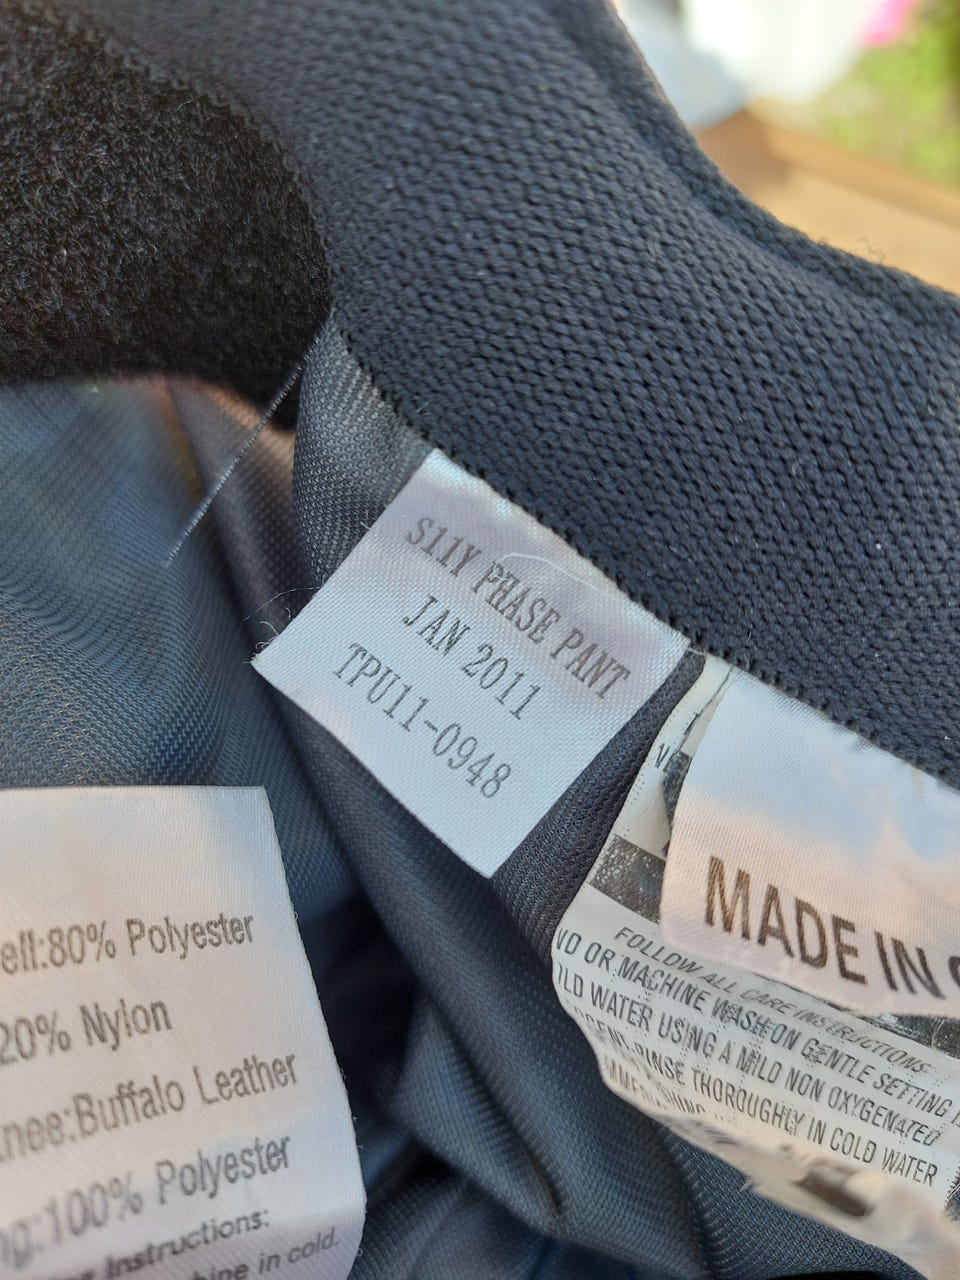 S11Y PHASE PANT
JAN 2011
TPU11-0948
MADE IN
FOLLOW ALL CARE INSTRUCTIONS
OR MACHINE WASH ON GENTLE SETTING
WATER USING A MILD NON OXYGENATED
RINSE THOROUGHLY IN COLD WATER
ell:80% Polyester
20% Nylon
nee:Buffalo Leather
ng:100% Polyester
Instructions:
hine in cold.